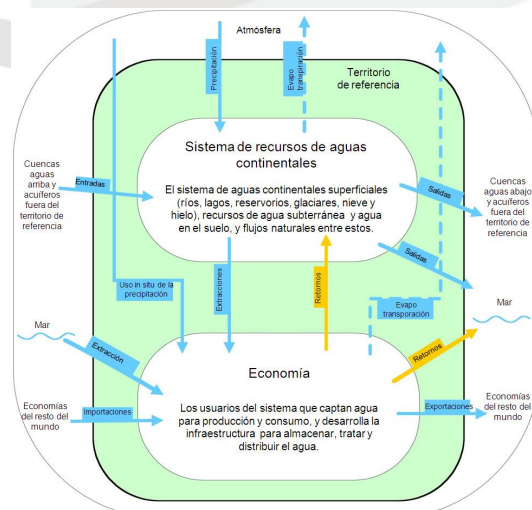 Atmósfera
Precipitación
Evapo
transpiración
Territorio
de referencia
Sistema de recursos de aguas
continentales
El sistema de aguas continentales superficiales
(ríos, lagos, reservorios, glaciares, nieve y
hielo), recursos de agua subterránea y agua
en el suelo, y flujos naturales entre estos.
Cuencas
aguas
arriba y
acuíferos
fuera del
territorio de
referencia
Entradas
Salidas
Cuencas
aguas abajo
y acuíferos
fuera del
territorio de
referencia
Salidas
Uso in situ de la
precipitación
Extracciones
Retornos
Evapo
transporación
Mar
Extracción
Retornos
Mar
Economía
Los usuarios del sistema que captan agua
para producción y consumo, y desarrolla la
infraestructura para almacenar, tratar y
distribuir el agua.
Economías
del resto del
mundo
Importaciones
Exportaciones
Economías
del resto del
mundo